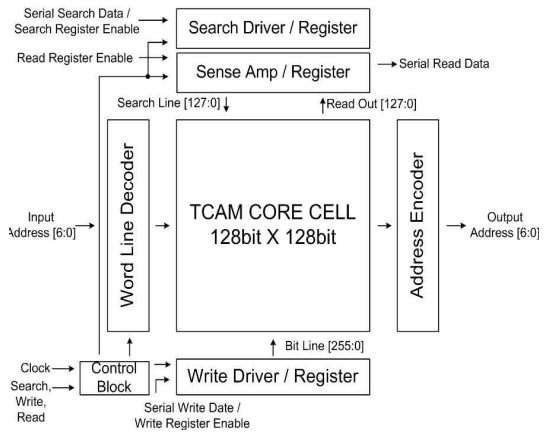 Serial Search Data /
Search Register Enable
Search Driver / Register
Read Register Enable
Sense Amp / Register
Serial Read Data
Search Line [127:0]
Read Out [127:0]
Word Line Decoder
TCAM CORE CELL
128bit X 128bit
Address Encoder
Input
Address [6:0]
Output
Address [6:0]
Bit Line [255:0]
Clock
Control
Block
Write Driver / Register
Search,
Write,
Read
Serial Write Date /
Write Register Enable